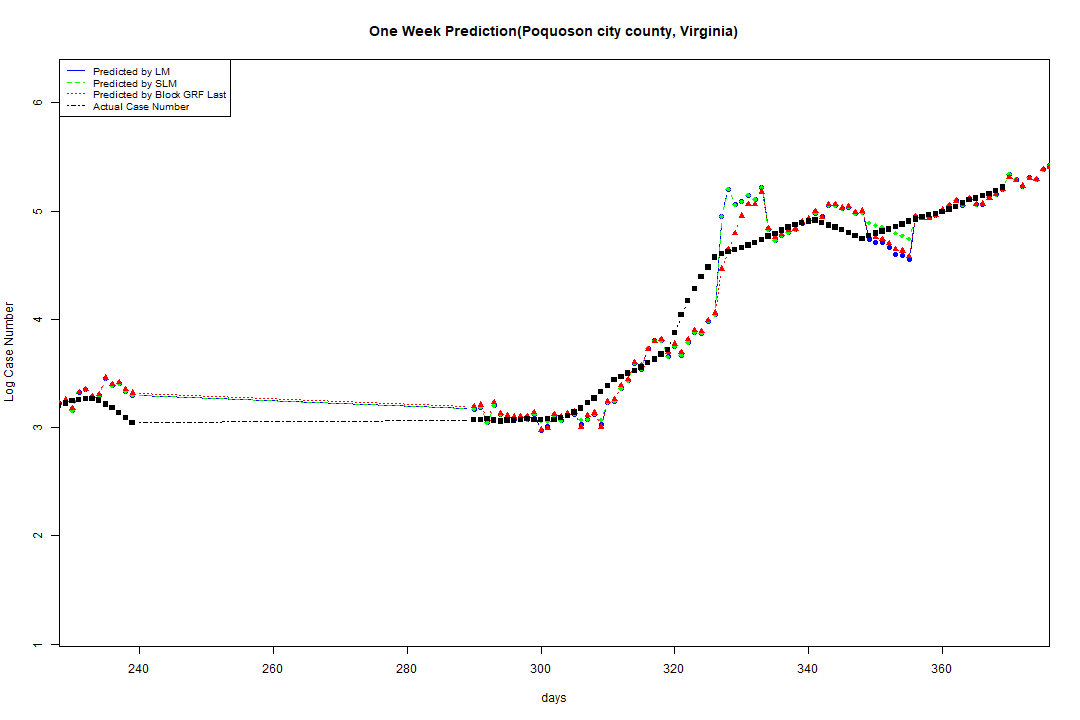 One Week Prediction(Poquoson city county, Virginia)
Predicted by LM
Predicted by SLM
Predicted by Block GRF Last
Actual Case Number
Log Case Number
6
5
4
3
2
1
240 260 280 300 320 340 360
days